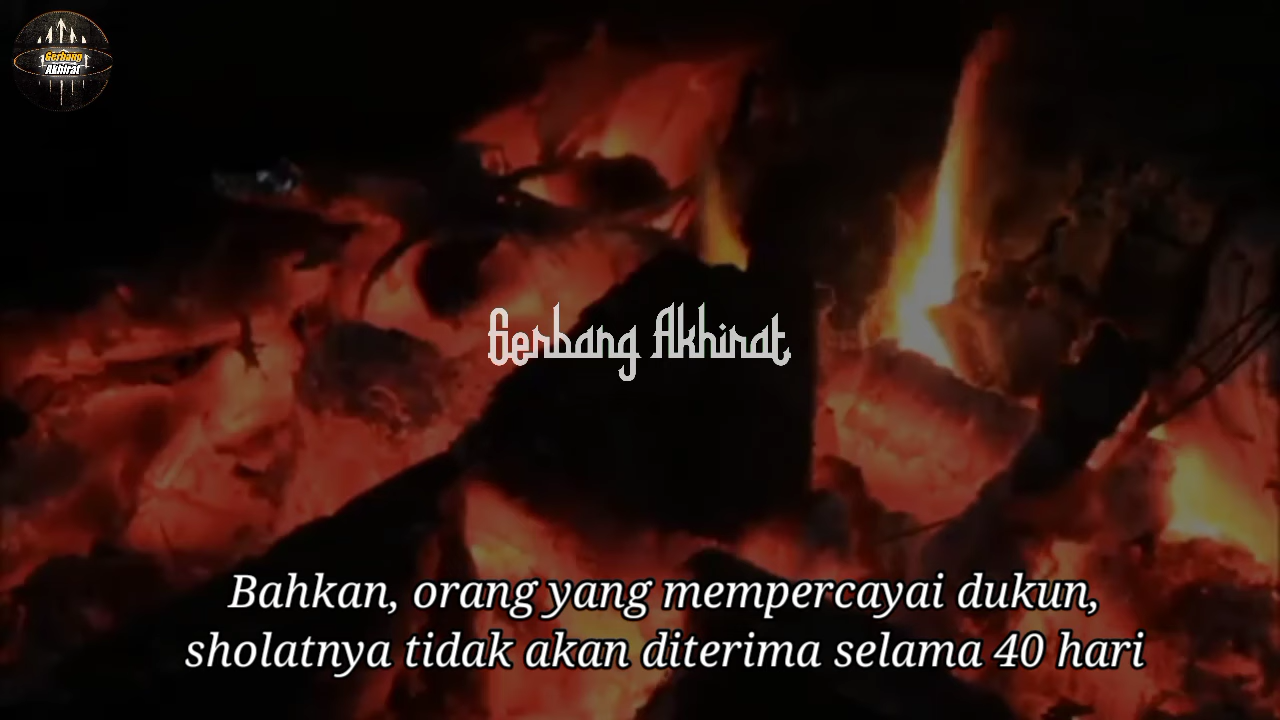 Gerbang
Akhirat
Gerbang Akhirat
Bahkan, orang yang mempercayai dukun,
sholatnya tidak akan diterima selama 40 hari